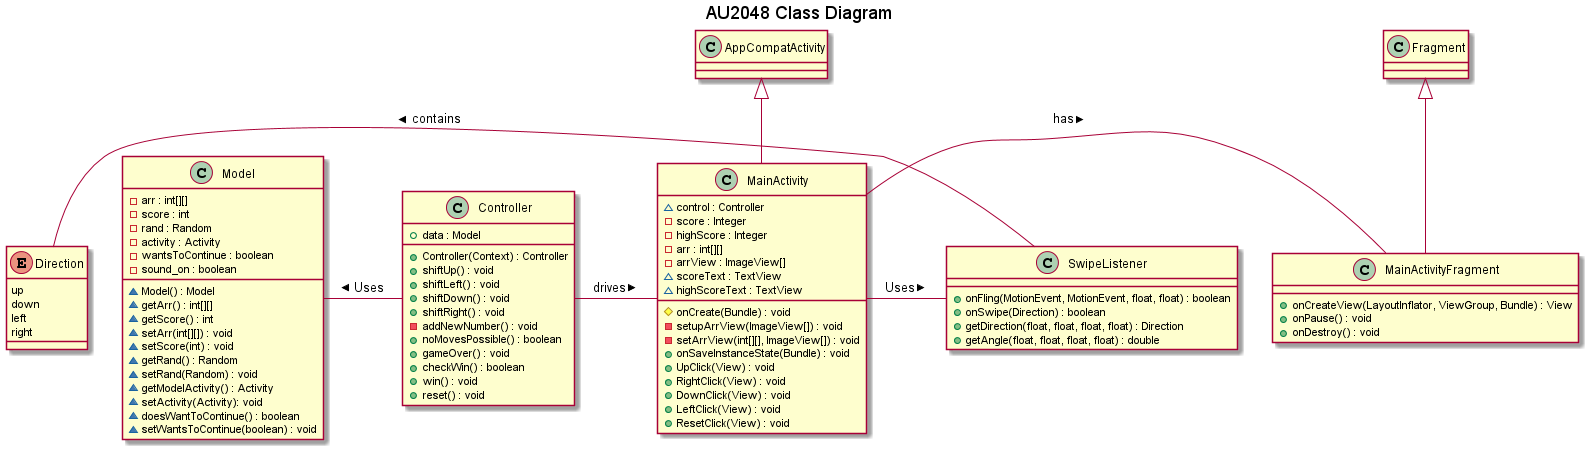 AU2048 Class Diagram
C AppCompatActivity
C Fragment
◄ contains
has►
E Direction
up
down
left
right
C Model
arr : int[][]
score : int
rand : Random
activity : Activity
wantsToContinue : boolean
sound_on : boolean
Model() : Model
getArr() : int[][]
getScore() : int
setArr(int[][]) : void
setScore(int) : void
getRand() : Random
setRand(Random) : void
getModelActivity() : Activity
setActivity(Activity): void
doesWantToContinue() : boolean
setWantsToContinue(boolean) : void
◄ Uses
C Controller
data : Model
Controller(Context) : Controller
shiftUp() : void
shiftLeft() : void
shiftDown() : void
shiftRight() : void
addNewNumber() : void
noMovesPossible() : boolean
gameOver() : void
checkWin() : boolean
win() : void
reset() : void
drives►
C MainActivity
control : Controller
score : Integer
highScore : Integer
arr : int[][]
arrView : ImageView[]
scoreText : TextView
highScoreText : TextView
onCreate(Bundle) : void
setupArrView(ImageView[]) : void
setArrView(int[][], ImageView[]) : void
onSaveInstanceState(Bundle) : void
UpClick(View) : void
RightClick(View) : void
DownClick(View) : void
LeftClick(View) : void
ResetClick(View) : void
Uses►
C SwipeListener
onFling(MotionEvent, MotionEvent, float, float) : boolean
onSwipe(Direction) : boolean
getDirection(float, float, float, float) : Direction
getAngle(float, float, float, float) : double
C MainActivityFragment
onCreateView(LayoutInflator, ViewGroup, Bundle) : View
onPause() : void
onDestroy() : void